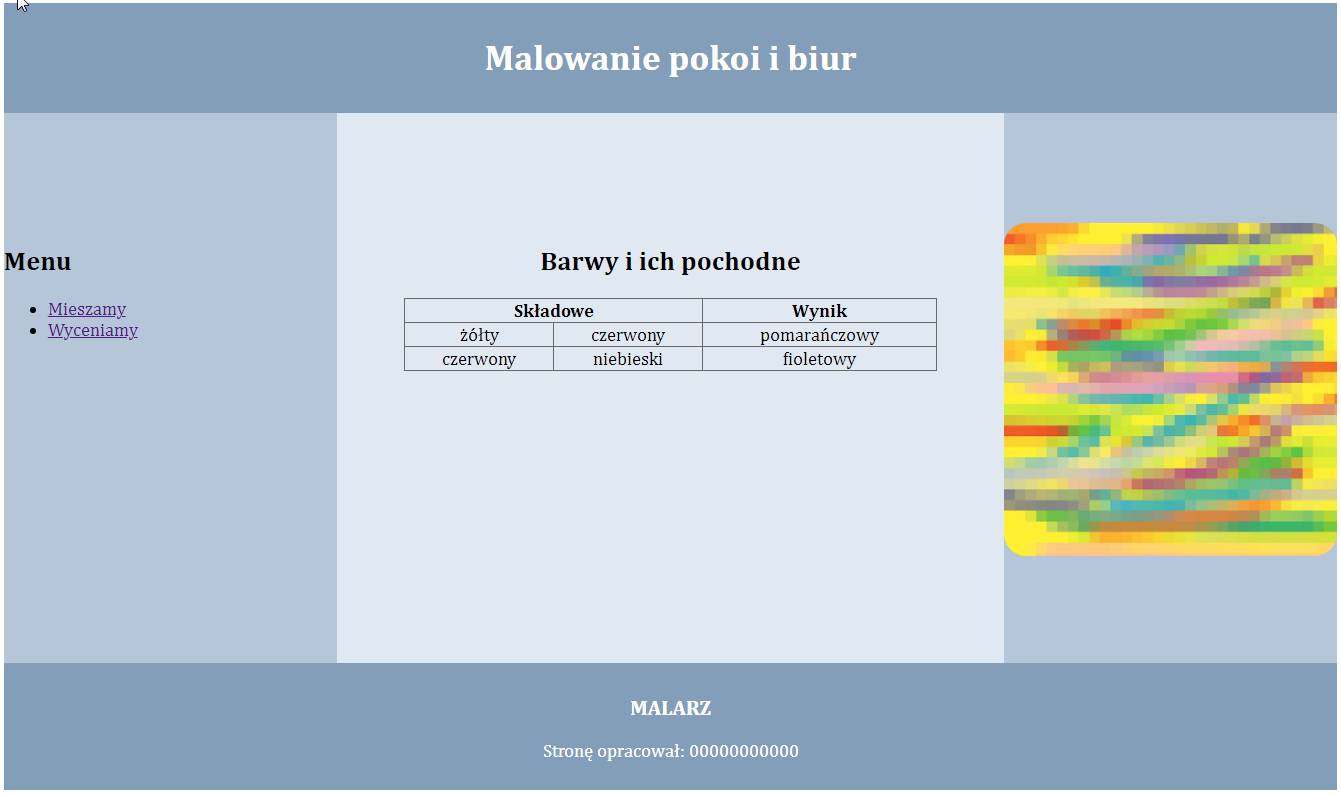 Malowanie pokoi i biur
Menu
Mieszamy
Wyceniamy
Barwy i ich pochodne
Składowe Wynik
żółty czerwony pomarańczowy
czerwony niebieski fioletowy
MALARZ
Stronę opracował: 00000000000